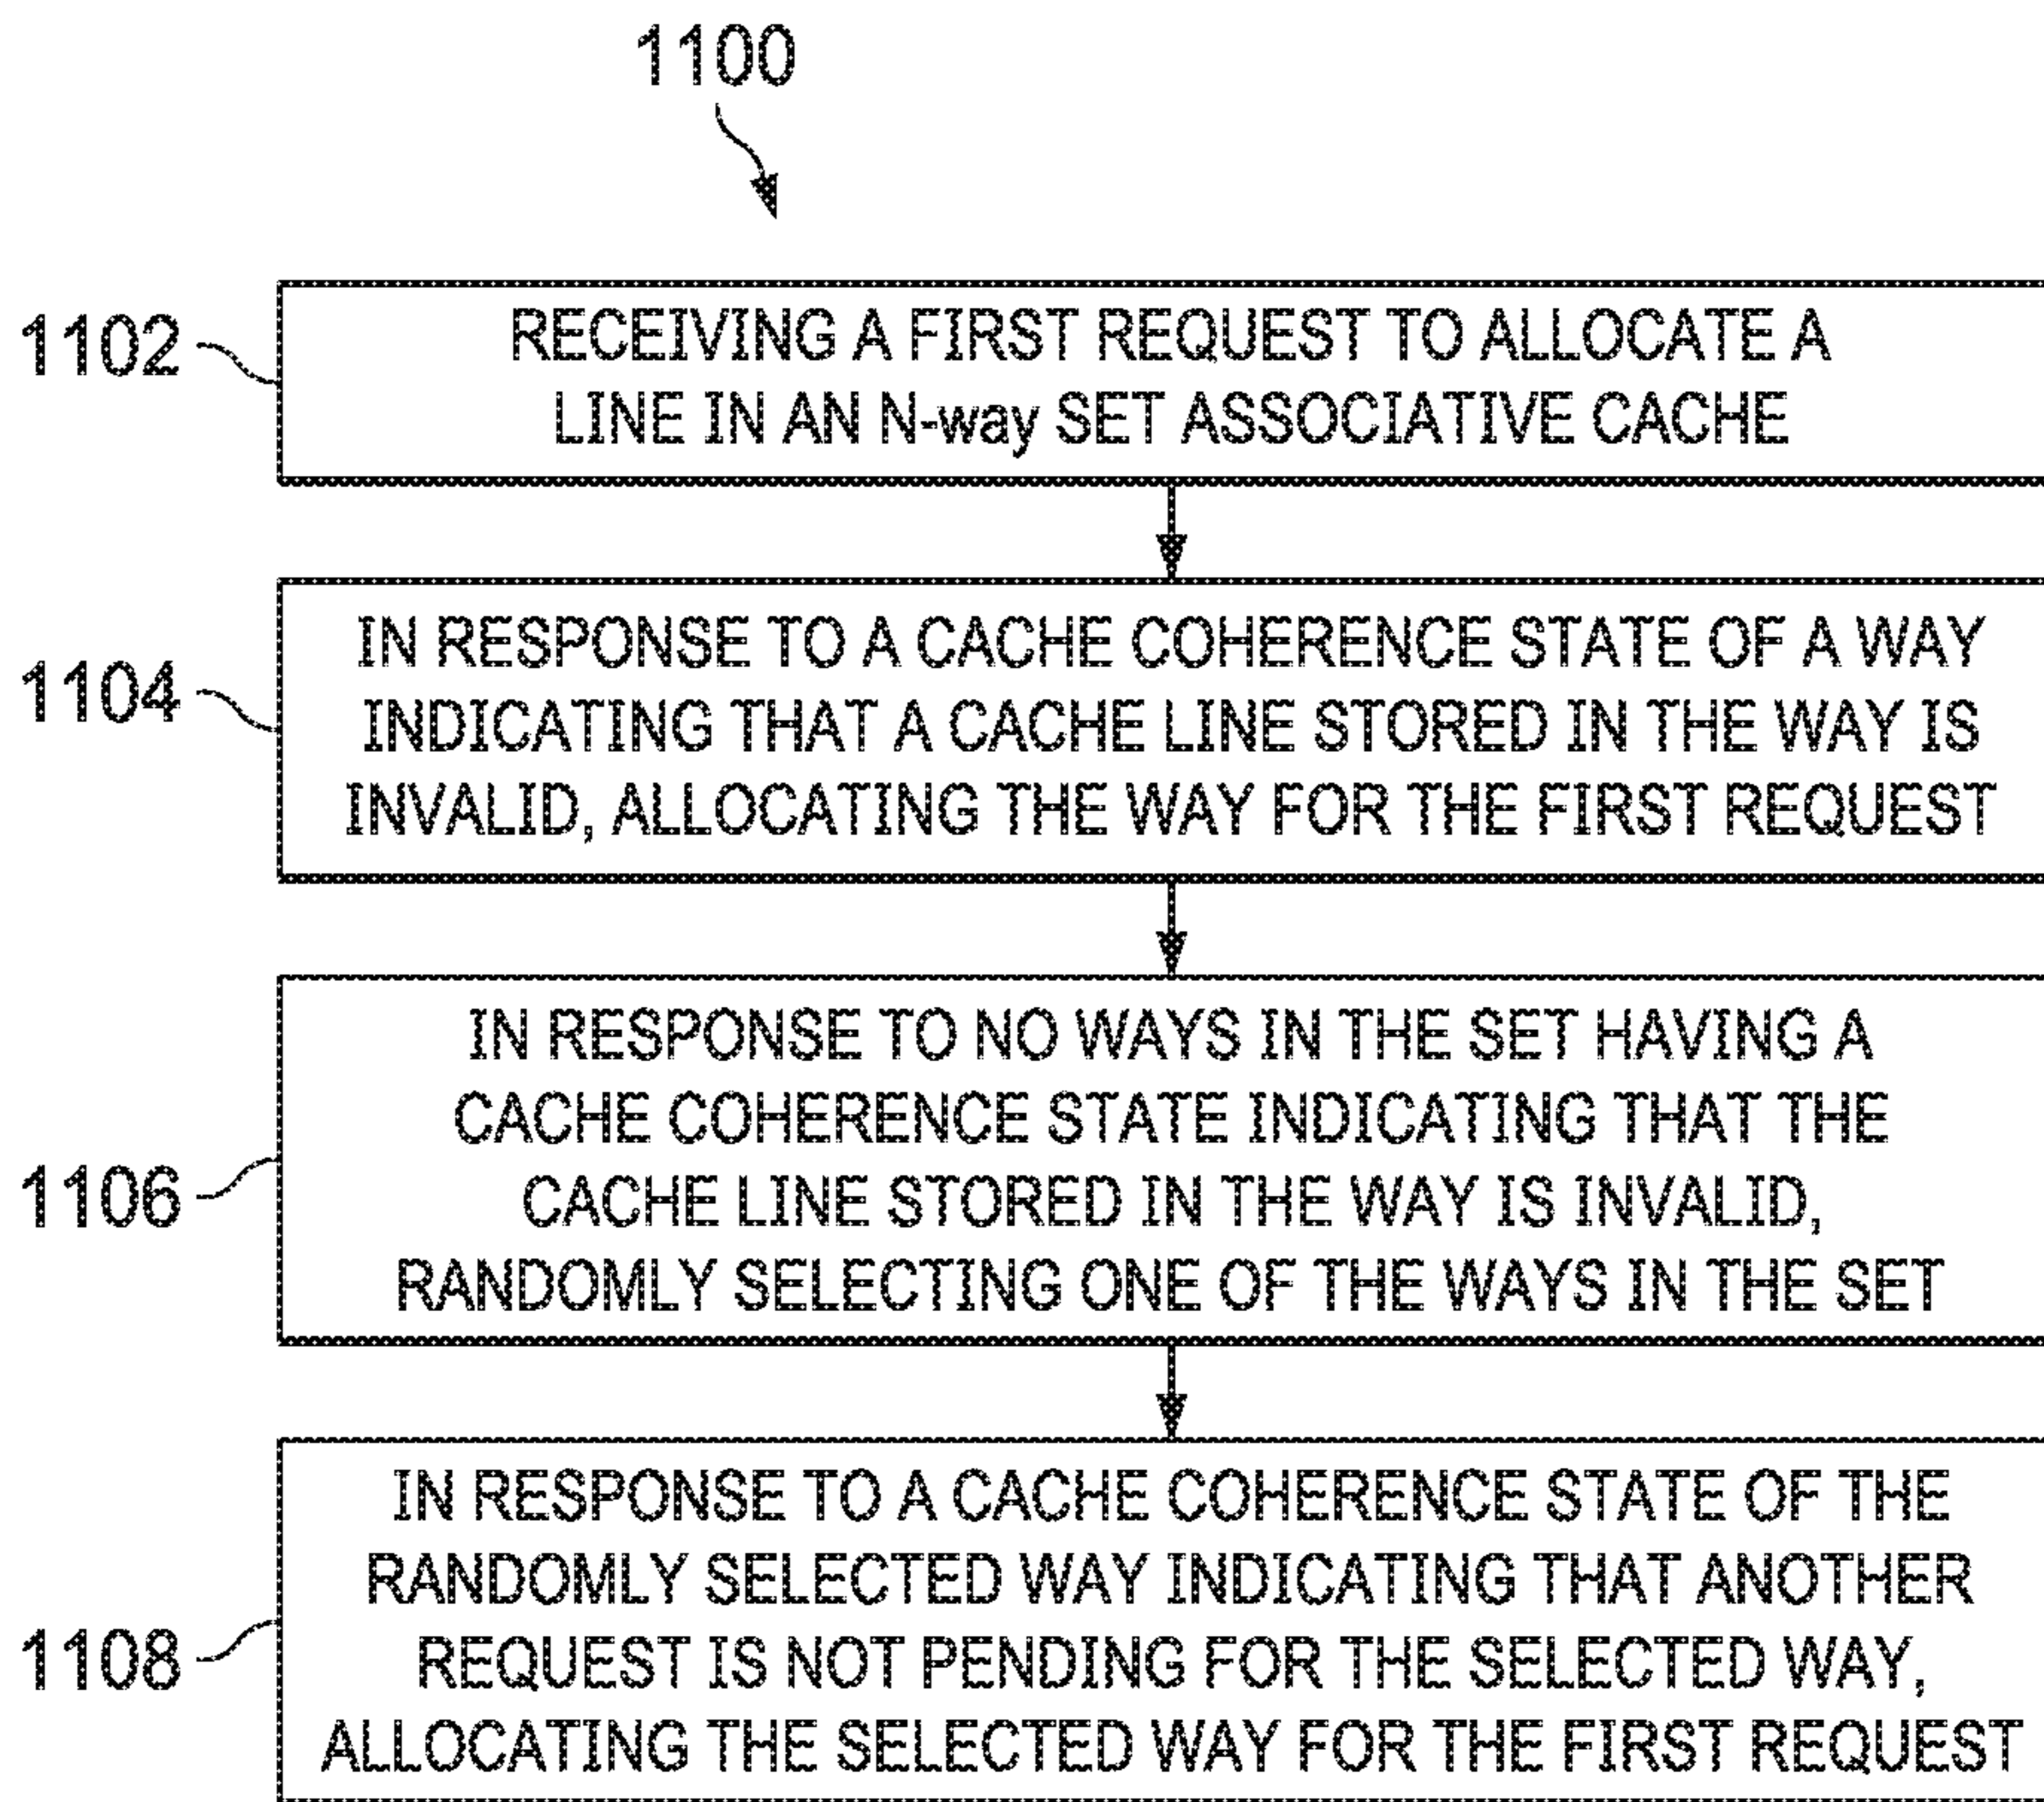 1100
1102
RECEIVING A FIRST REQUEST TO ALLOCATE A
LINE IN AN N-way SET ASSOCIATIVE CACHE
1104
IN RESPONSE TO A CACHE COHERENCE STATE OF A WAY
INDICATING THAT A CACHE LINE STORED IN THE WAY IS
INVALID, ALLOCATING THE WAY FOR THE FIRST REQUEST
1106
IN RESPONSE TO NO WAYS IN THE SET HAVING A
CACHE COHERENCE STATE INDICATING THAT THE
CACHE LINE STORED IN THE WAY IS INVALID,
RANDOMLY SELECTING ONE OF THE WAYS IN THE SET
1108
IN RESPONSE TO A CACHE COHERENCE STATE OF THE
RANDOMLY SELECTED WAY INDICATING THAT ANOTHER
REQUEST IS NOT PENDING FOR THE SELECTED WAY,
ALLOCATING THE SELECTED WAY FOR THE FIRST REQUEST